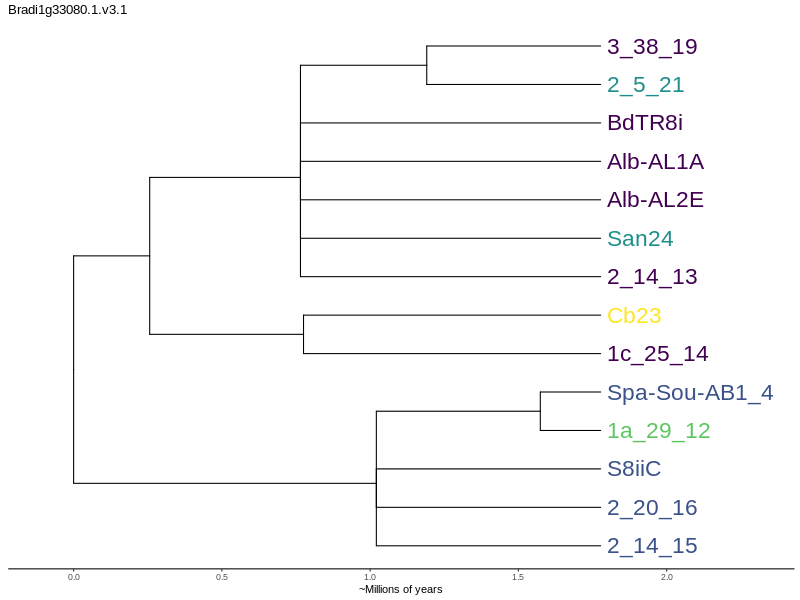 Bradi1g33080.1.v3.1
3_38_19
2_5_21
BdTR8i
Alb-AL1A
Alb-AL2E
San24
2_14_13
Cb23
1c_25_14
Spa-Sou-AB1_4
1a_29_12
S8iiC
2_20_16
2_14_15
0.0 0.5 1.0 1.5 2.0
~Millions of years